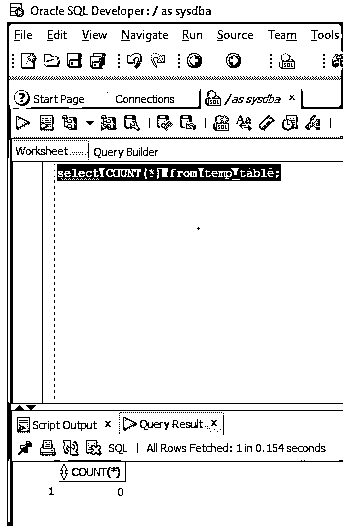 Oracle SQL Developer: / as sysdba
File Edit View Navigate Run Source Team Tools
Start Page Connections / as sysdba ×
SQL
Worksheet Query Builder
select COUNT(*) from temp_table;
Script Output × Query Result ×
SQL | All Rows Fetched: 1 in 0.154 seconds
COUNT(*)
1 0